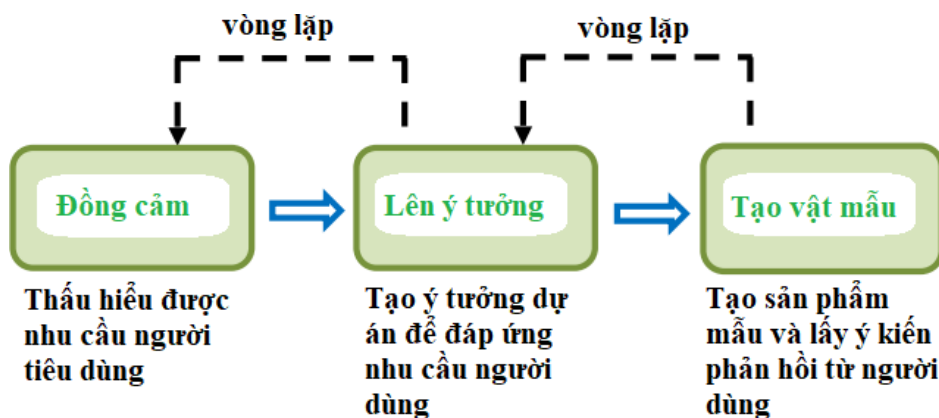 vòng lặp
vòng lặp
Đồng cảm
Lên ý tưởng
Tạo vật mẫu
Thấu hiểu được
nhu cầu người
tiêu dùng
Tạo ý tưởng dự
án để đáp ứng
nhu cầu người
dùng
Tạo sản phẩm
mẫu và lấy ý kiến
phản hồi từ người
dùng